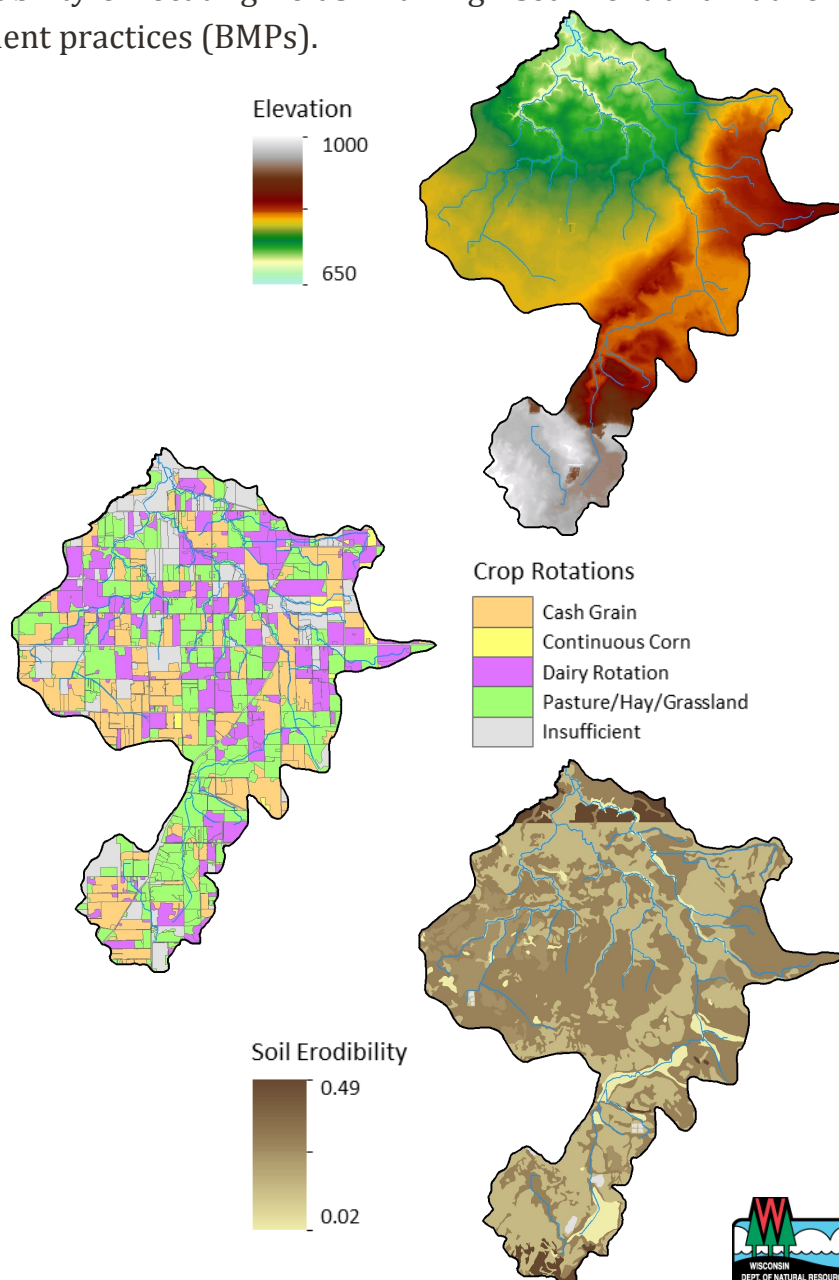 ent practices (BMPs).
Elevation
1000
650
Crop Rotations
Cash Grain
Continuous Corn
Dairy Rotation
Pasture/Hay/Grassland
Insufficient
Soil Erodibility
0.49
0.02
WISCONSIN
DEPT. OF NATURAL